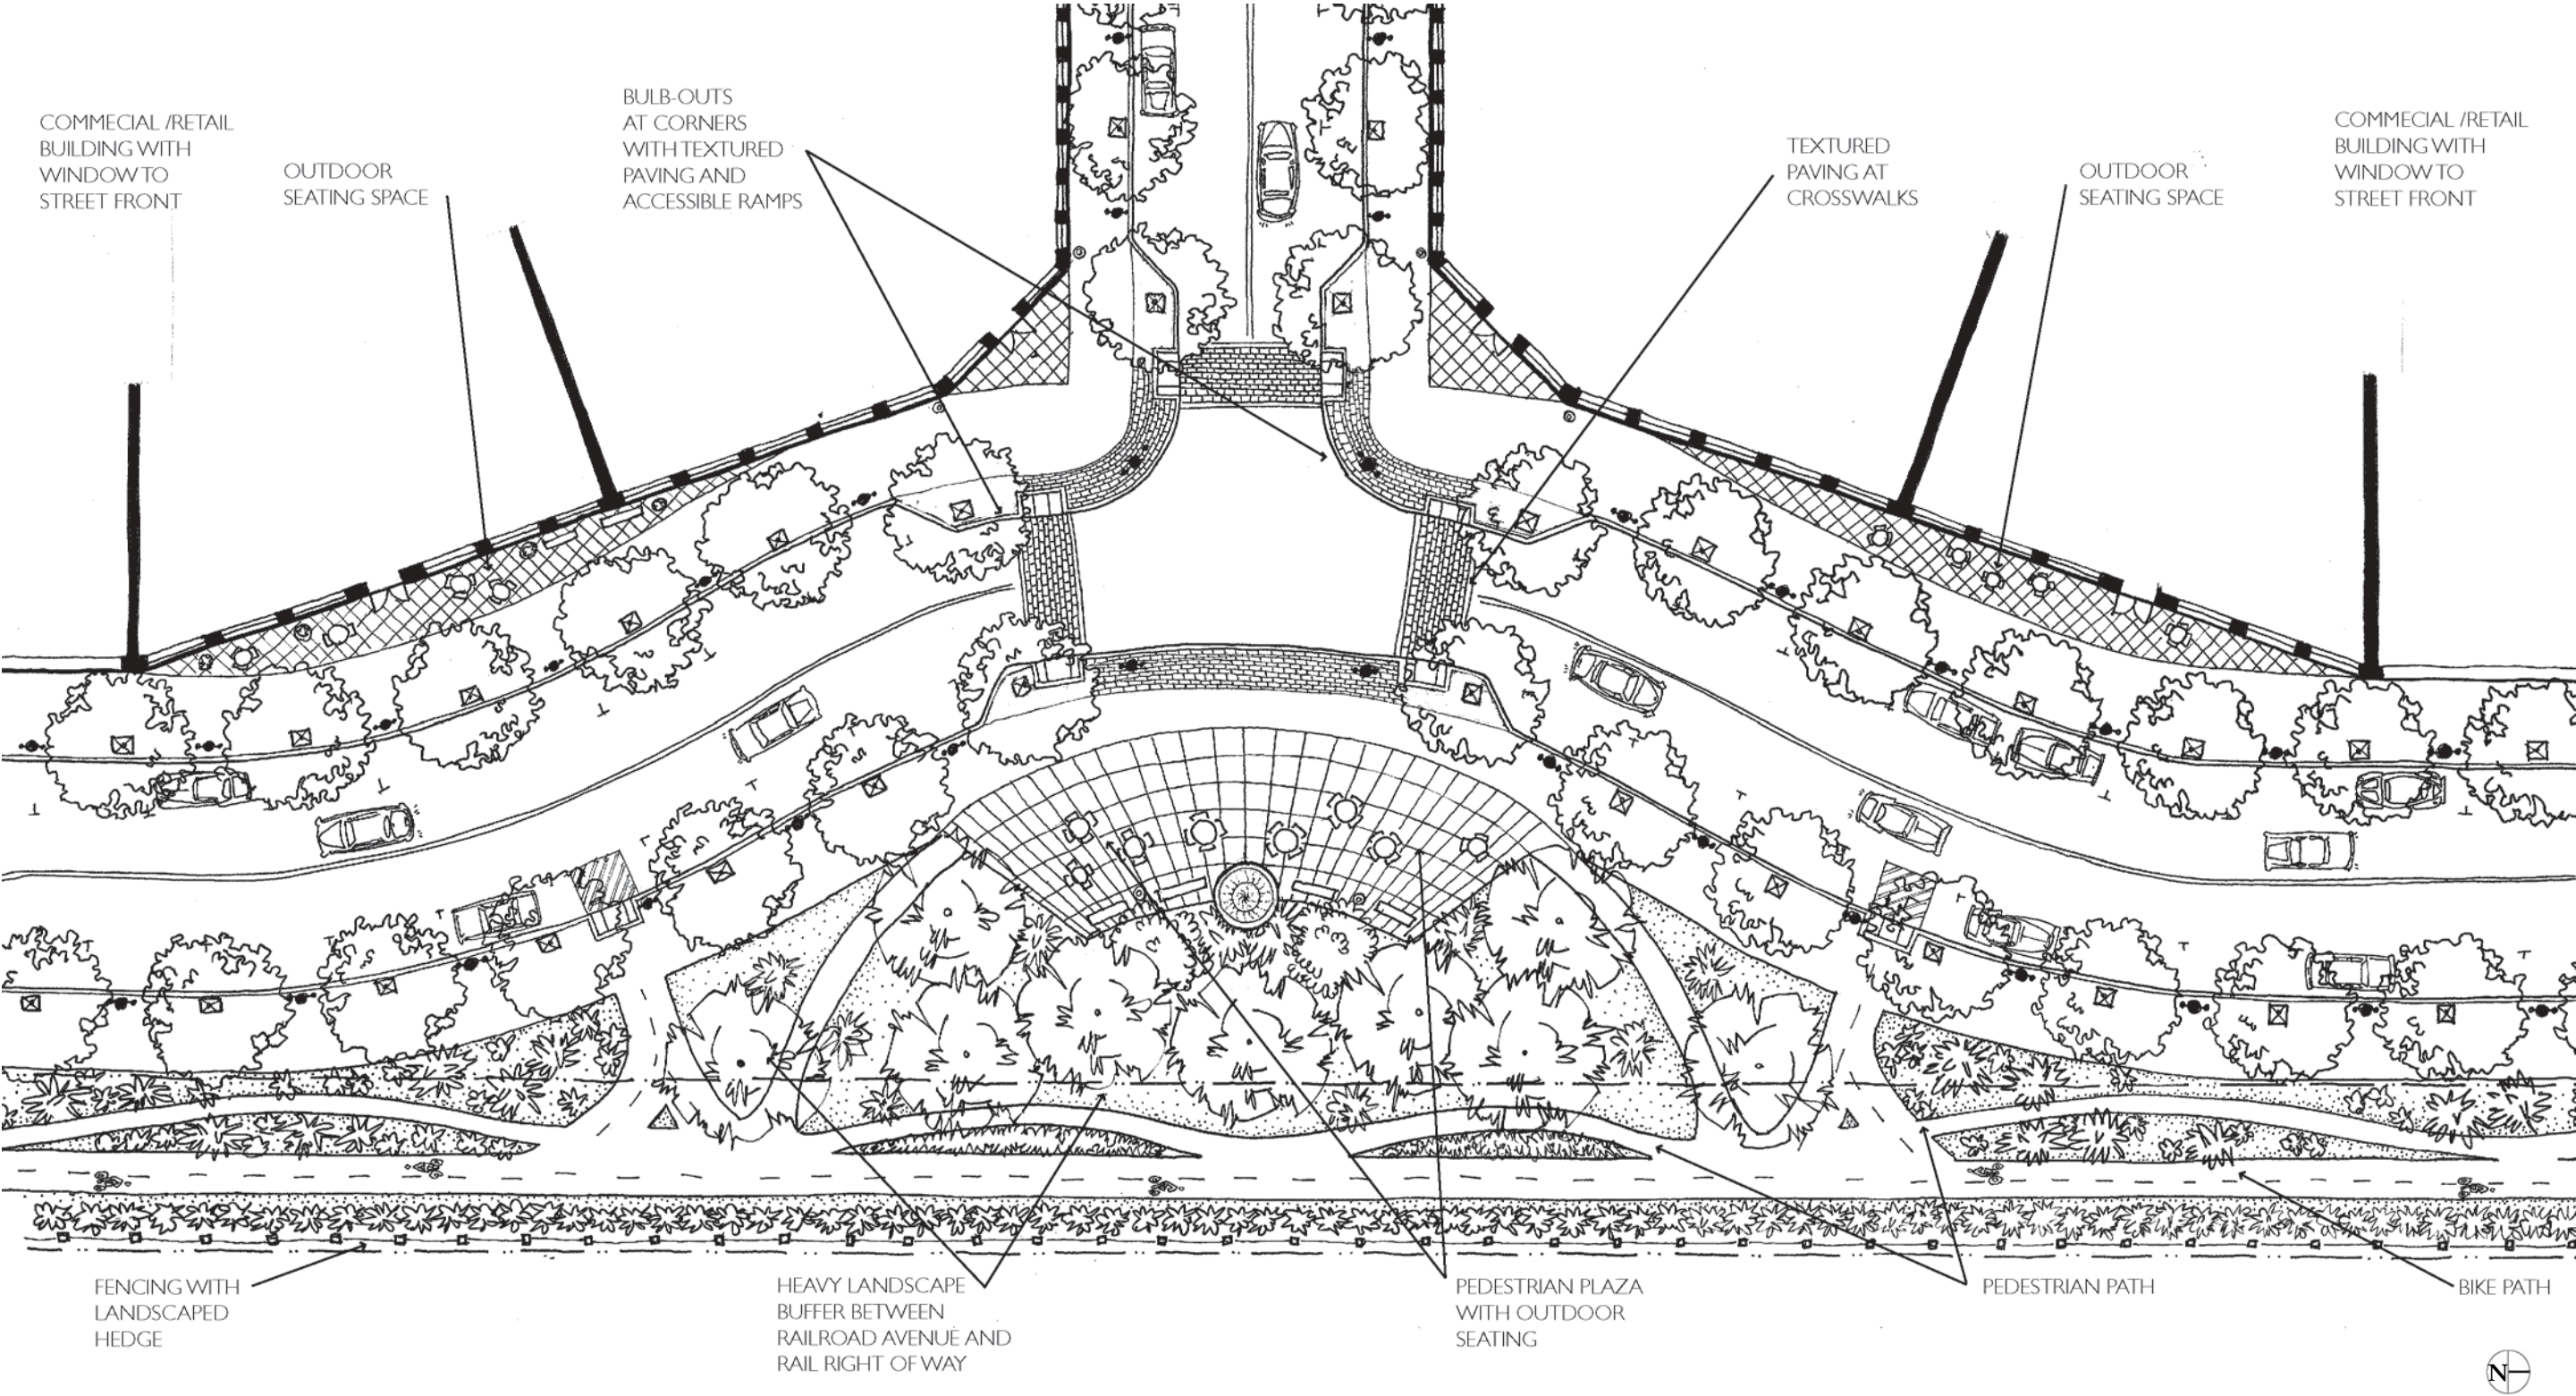 COMMECIAL /RETAIL
BUILDING WITH
WINDOW TO
STREET FRONT
OUTDOOR
SEATING SPACE
BULB-OUTS
AT CORNERS
WITH TEXTURED
PAVING AND
ACCESSIBLE RAMPS
TEXTURED
PAVING AT
CROSSWALKS
OUTDOOR
SEATING SPACE
COMMECIAL /RETAIL
BUILDING WITH
WINDOW TO
STREET FRONT
FENCING WITH
LANDSCAPED
HEDGE
HEAVY LANDSCAPE
BUFFER BETWEEN
RAILROAD AVENUE AND
RAIL RIGHT OF WAY
PEDESTRIAN PLAZA
WITH OUTDOOR
SEATING
PEDESTRIAN PATH
BIKE PATH
N